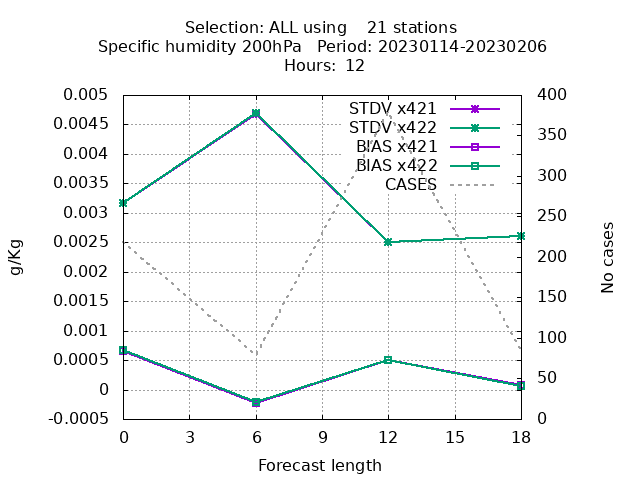 Selection: ALL using    21 stations
Specific humidity 200hPa   Period: 20230114-20230206
Hours: 12
0.005
0.0045
0.004
0.0035
0.003
0.0025
0.002
0.0015
0.001
0.0005
0
-0.0005
g/Kg
STDV x421
STDV x422
BIAS x421
BIAS x422
CASES
400
350
300
250
200
150
100
50
0
No cases
0 3 6 9 12 15 18
Forecast length